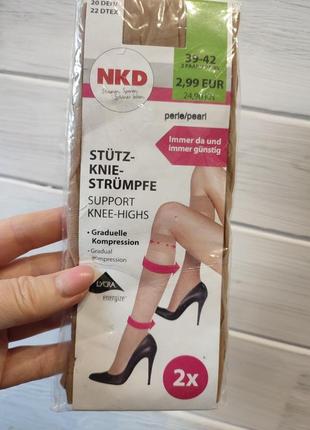 20 DEN
22 DTEX
NKD
39-42
2,99 EUR
perle/pearl
Immer da und
immer günstig
STÜTZ-
KNIE-
STRÜMPFE
SUPPORT
KNEE-HIGHS
• Graduelle
Kompression
• Gradual
Compression
LYCRA
energize
2x